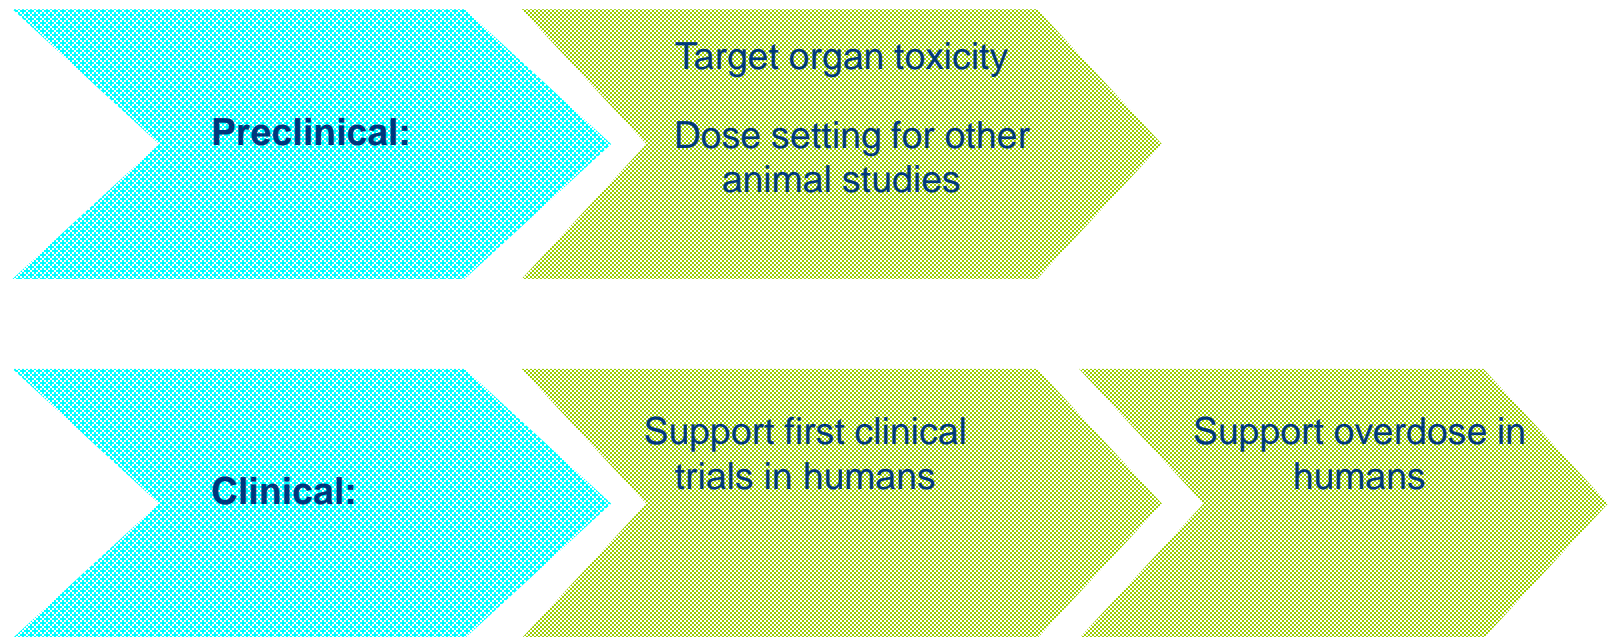 Preclinical:
Target organ toxicity
Dose setting for other
animal studies
Clinical:
Support first clinical
trials in humans
Support overdose in
humans